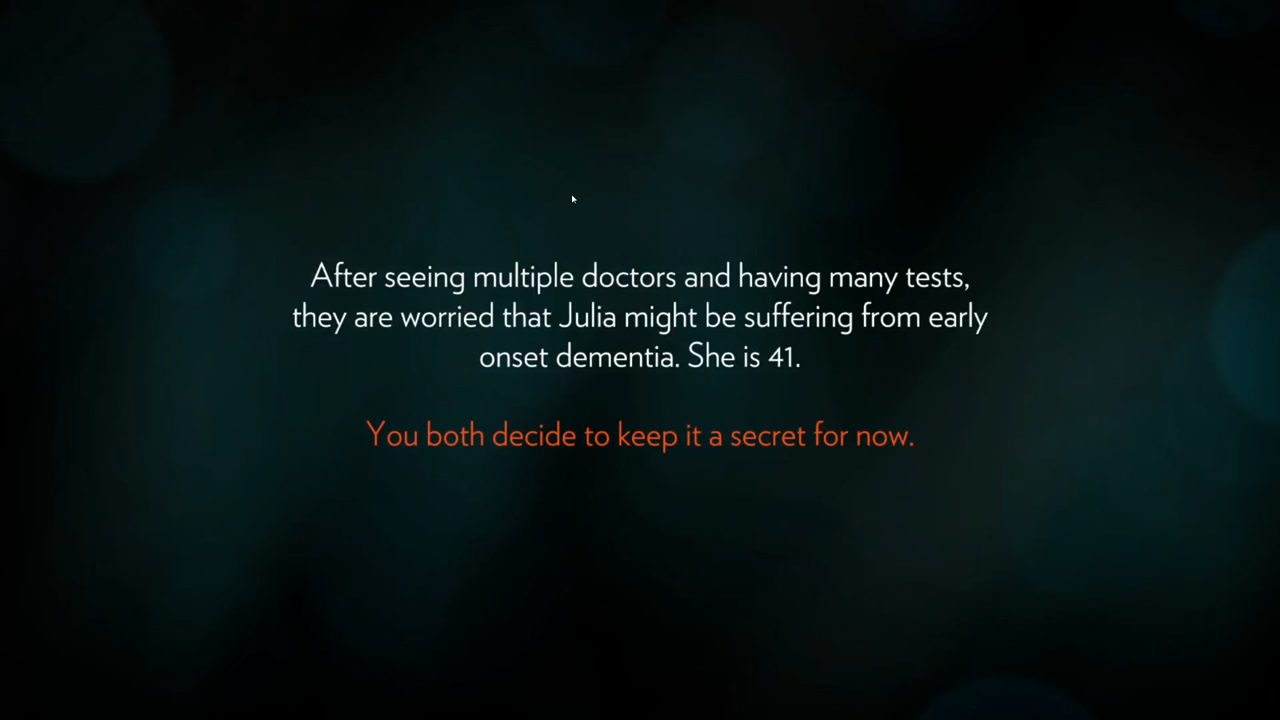 After seeing multiple doctors and having many tests,
they are worried that Julia might be suffering from early
onset dementia. She is 41.
You both decide to keep it a secret for now.